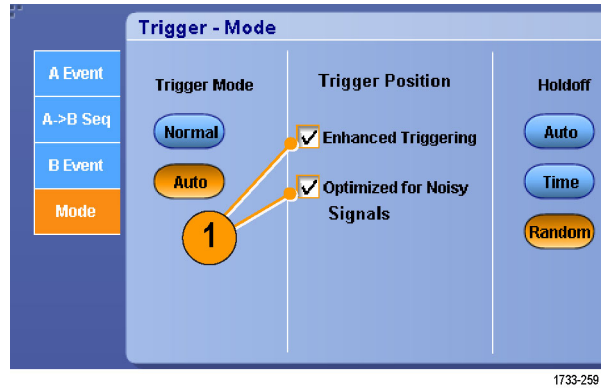 Trigger - Mode
A Event
A->B Seq
B Event
Mode
Trigger Mode
Normal
Auto
1
Trigger Position
Enhanced Triggering
Optimized for Noisy
Signals
Holdoff
Auto
Time
Random
1733-259